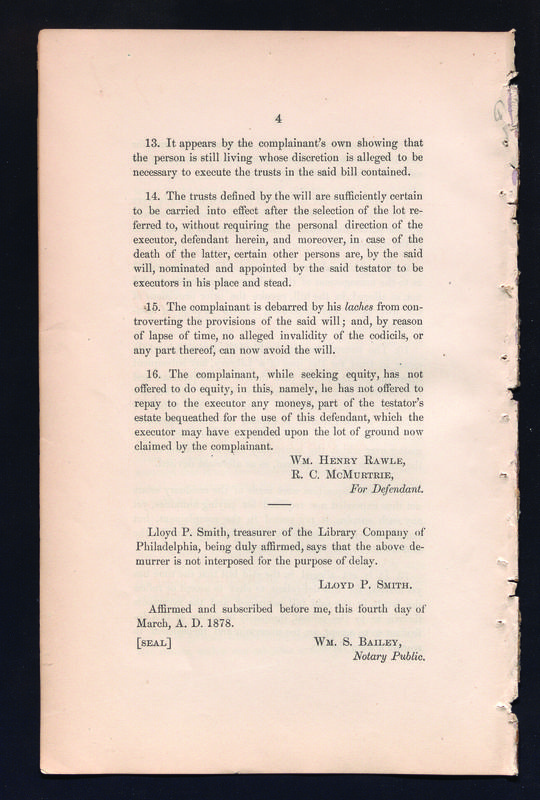 4
13. It appears by the complainant's own showing that
the person is still living whose discretion is alleged to be
necessary to execute the trusts in the said bill contained.
14. The trusts defined by the will are sufficiently certain
to be carried into effect after the selection of the lot re-
ferred to, without requiring the personal direction of the
executor, defendant herein, and moreover, in case of the
death of the latter, certain other persons are, by the said
will, nominated and appointed by the said testator to be
executors in his place and stead.
15. The complainant is debarred by his laches from con-
troverting the provisions of the said will; and, by reason
of lapse of time, no alleged invalidity of the codicils, or
any part thereof, can now avoid the will.
16. The complainant, while seeking equity, has not
offered to do equity, in this, namely, he has not offered to
repay to the executor any moneys, part of the testator's
estate bequeathed for the use of this defendant, which the
executor may have expended upon the lot of ground now
claimed by the complainant.
Wm. Henry Rawle,
R. C. McMurtrie,
For Defendant.
Lloyd P. Smith, treasurer of the Library Company of
Philadelphia, being duly affirmed, says that the above de-
murrer is not interposed for the purpose of delay.
Lloyd P. Smith.
Affirmed and subscribed before me, this fourth day of
March, A. D. 1878.
[SEAL] Wm. S. Bailey,
Notary Public.